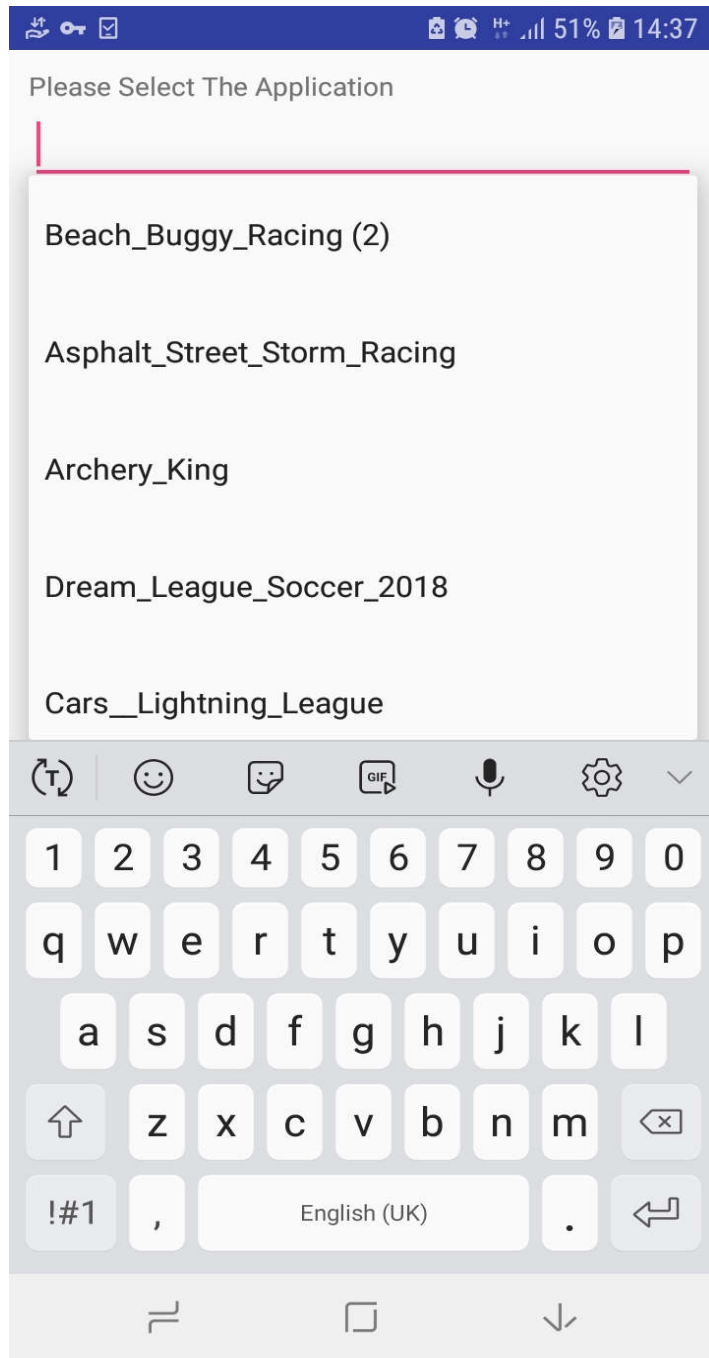 H+ 51% 14:37
Please Select The Application
Beach_Buggy_Racing (2)
Asphalt_Street_Storm_Racing
Archery_King
Dream_League_Soccer_2018
Cars__Lightning_League
T GIF
1 2 3 4 5 6 7 8 9 0
q w e r t y u i o p
a s d f g h j k l
z x c v b n m
!#1 , English (UK) .